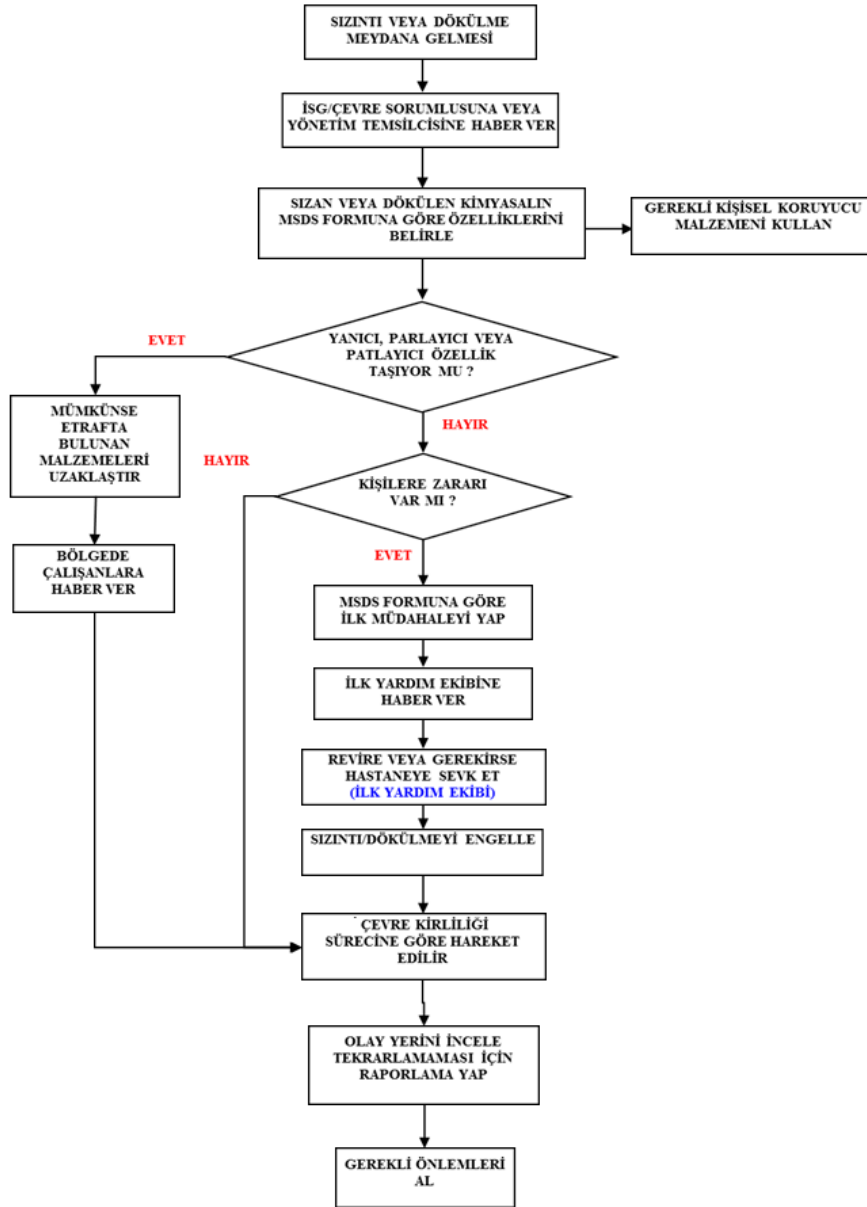 SIZINTI VEYA DÖKÜLME
MEYDANA GELMESİ
İSG/ÇEVRE SORUMLUSUNA VEYA
YÖNETİM TEMSİLCİSİNE HABER VER
SIZAN VEYA DÖKÜLEN KİMYASALIN
MSDS FORMUNA GÖRE ÖZELLİKLERİNİ
BELİRLE
GEREKLİ KİŞİSEL KORUYUCU
MALZEMENİ KULLAN
YANICI, PARLAYICI VEYA
PATLAYICI ÖZELLİK
TAŞIYOR MU ?
EVET
MÜMKÜNSE
ETRAFTA
BULUNAN
MALZEMELERİ
UZAKLAŞTIR
BÖLGEDE
ÇALIŞANLARA
HABER VER
HAYIR
KİŞİLERE ZARARI
VAR MI ?
HAYIR
EVET
MSDS FORMUNA GÖRE
İLK MÜDAHALEYİ YAP
İLK YARDIM EKİBİNE
HABER VER
REVİRE VEYA GEREKİRSE
HASTANEYE SEVK ET
(İLK YARDIM EKİBİ)
SIZINTI/DÖKÜLMEYİ ENGELLE
ÇEVRE KİRLİLİĞİ
SÜRECİNE GÖRE HAREKET
EDİLİR
OLAY YERİNİ İNCELE
TEKRARLAMAMASI İÇİN
RAPORLAMA YAP
GEREKLİ ÖNLEMLERİ
AL